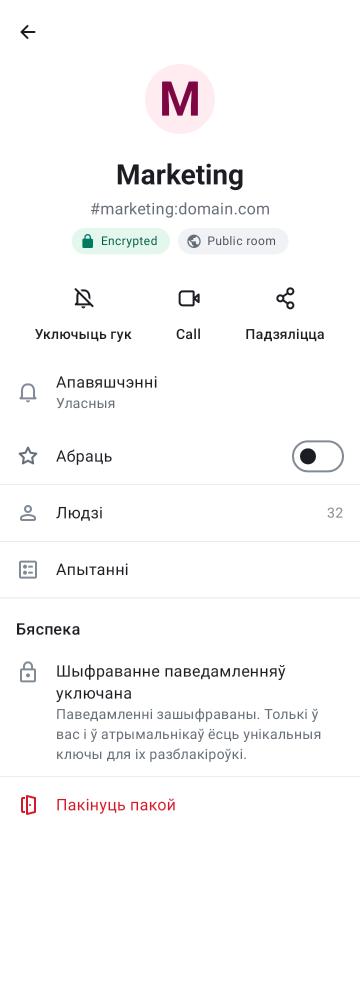 M
Marketing
#marketing:domain.com
Encrypted
Public room
Уключыць гук
Call
Падзяліцца
Апавяшчэнні
Уласныя
Абраць
Людзі
32
Апытанні
Бяспека
Шыфраванне паведамленняў
уключана
Паведамленні зашыфраваны. Толькі ў
вас і ў атрымальнікаў ёсць унікальныя
ключы для іх разблакіроўкі.
Пакінуць пакой